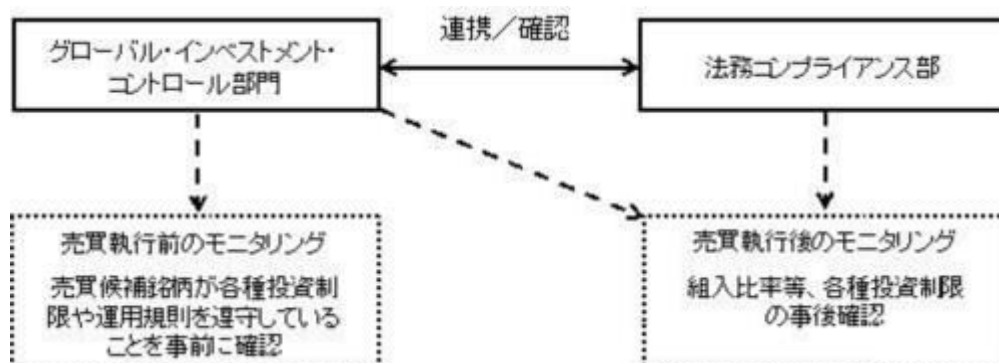 連携／確認
グローバル・インベストメント・
コントロール部門
法務コンプライアンス部
売買執行前のモニタリング
売買候補銘柄が各種投資制
限や運用規則を遵守している
ことを事前に確認
売買執行後のモニタリング
組入比率等、各種投資制限
の事後確認